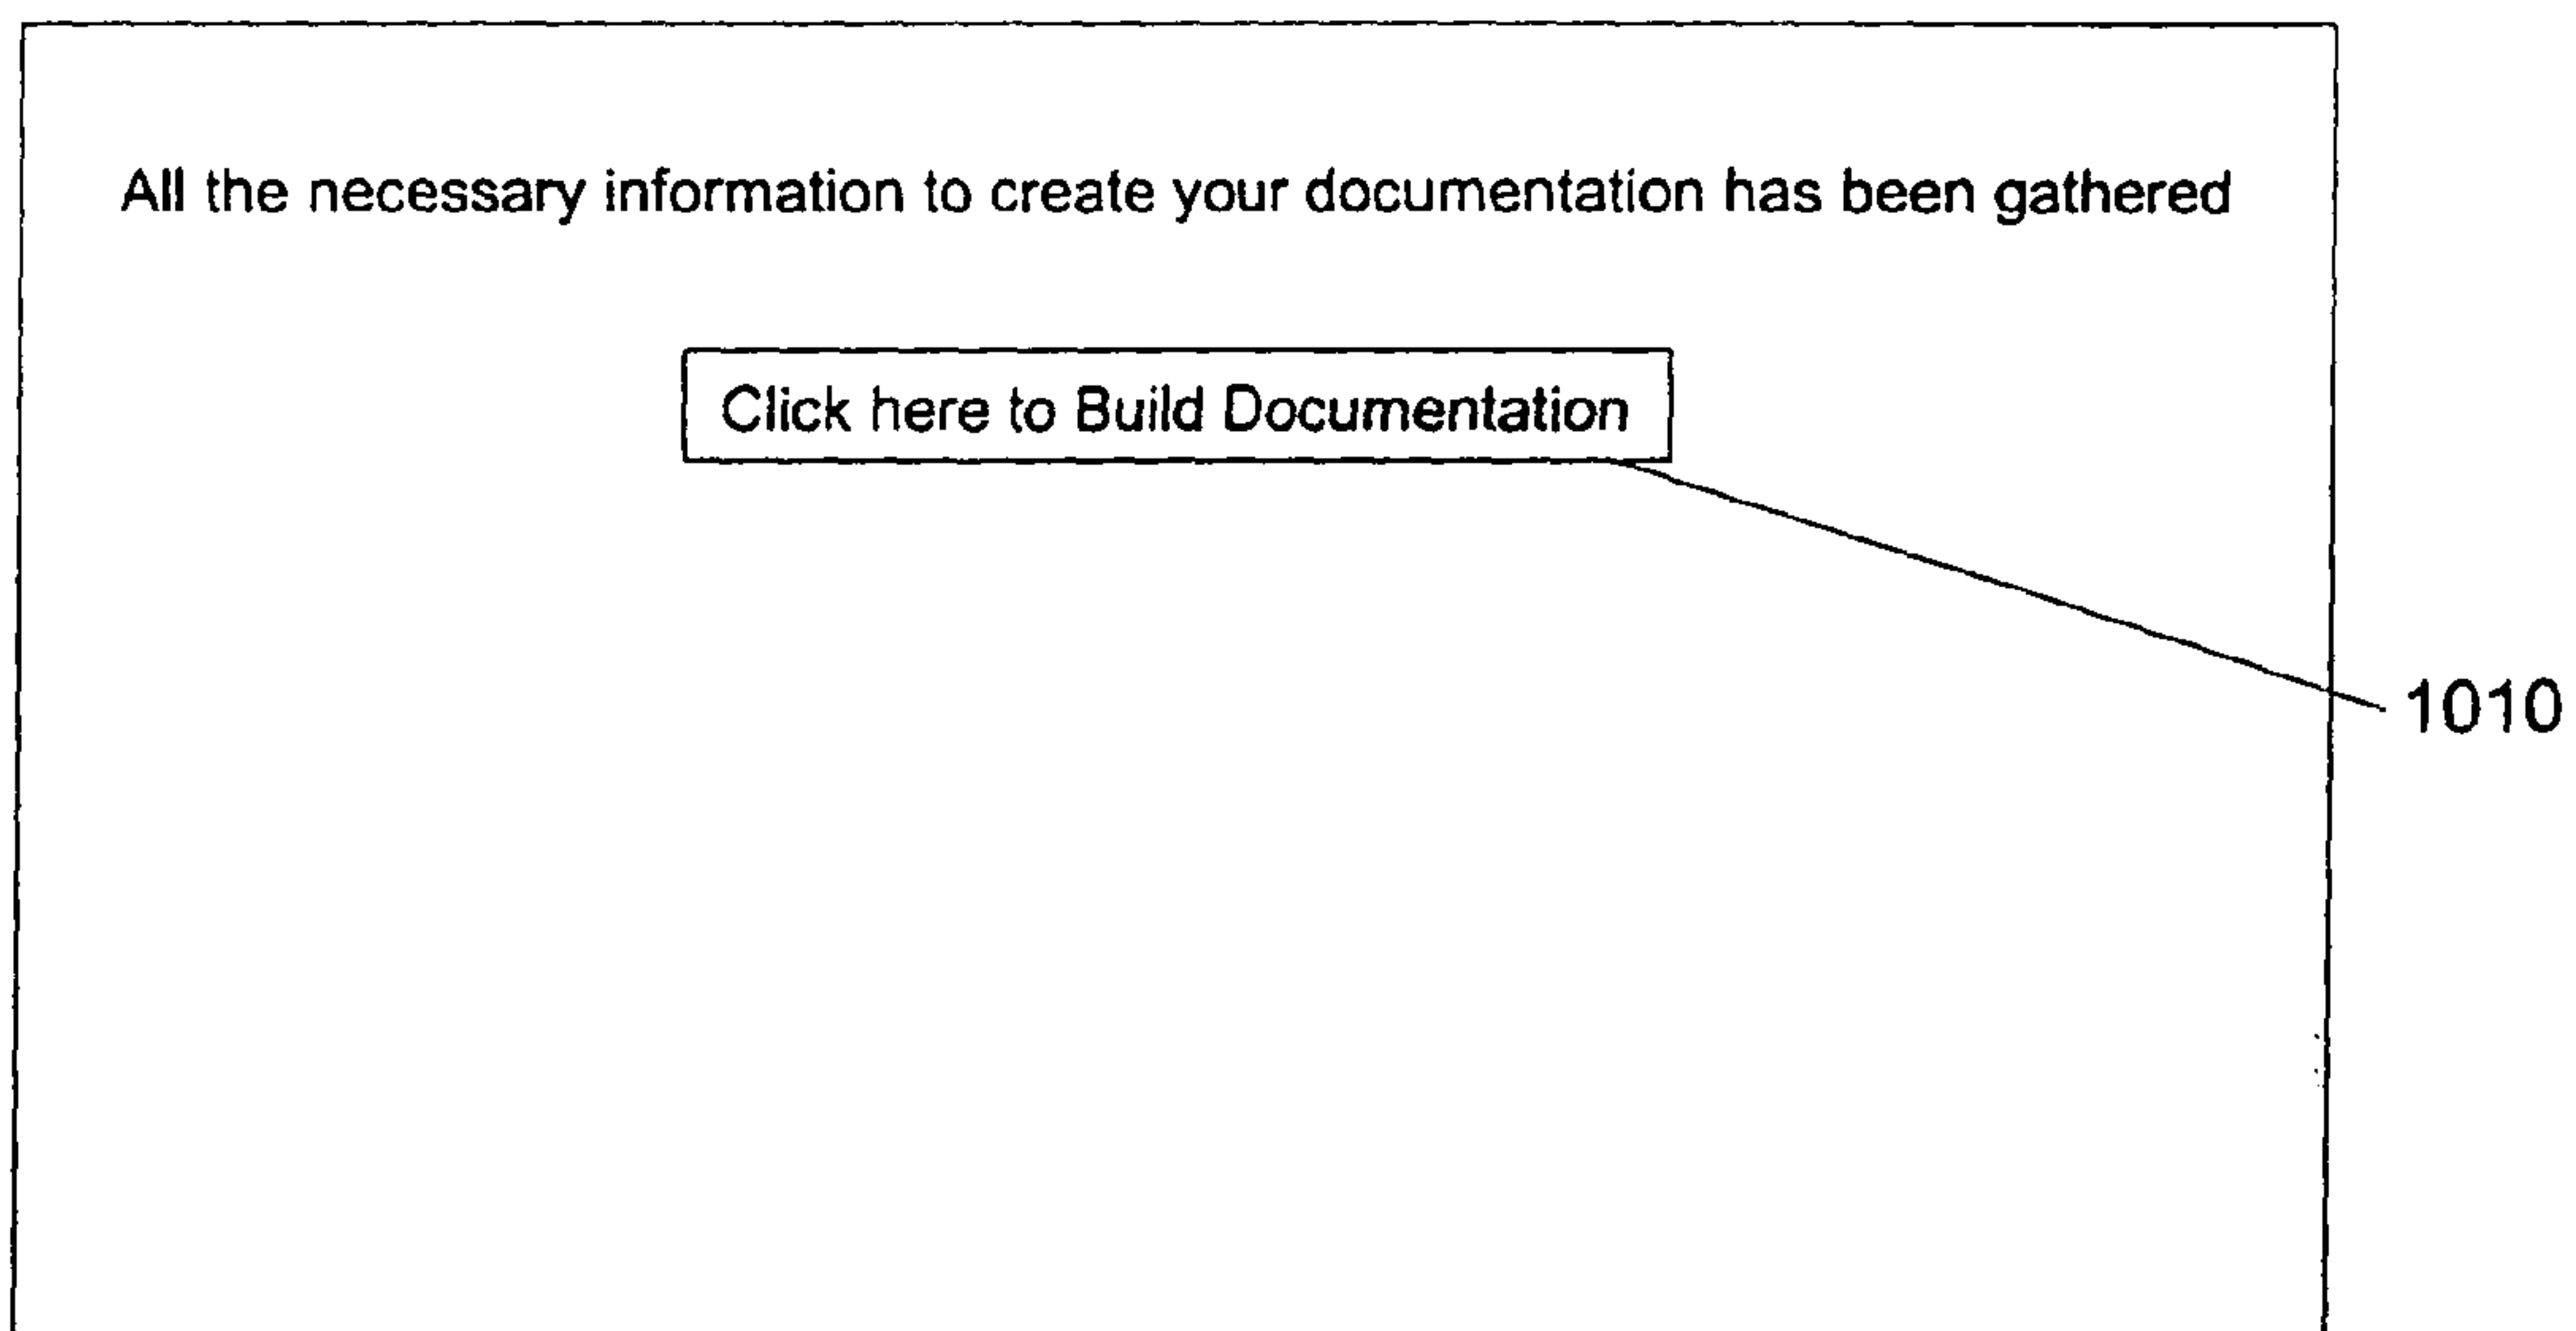 All the necessary information to create your documentation has been gathered
Click here to Build Documentation
1010